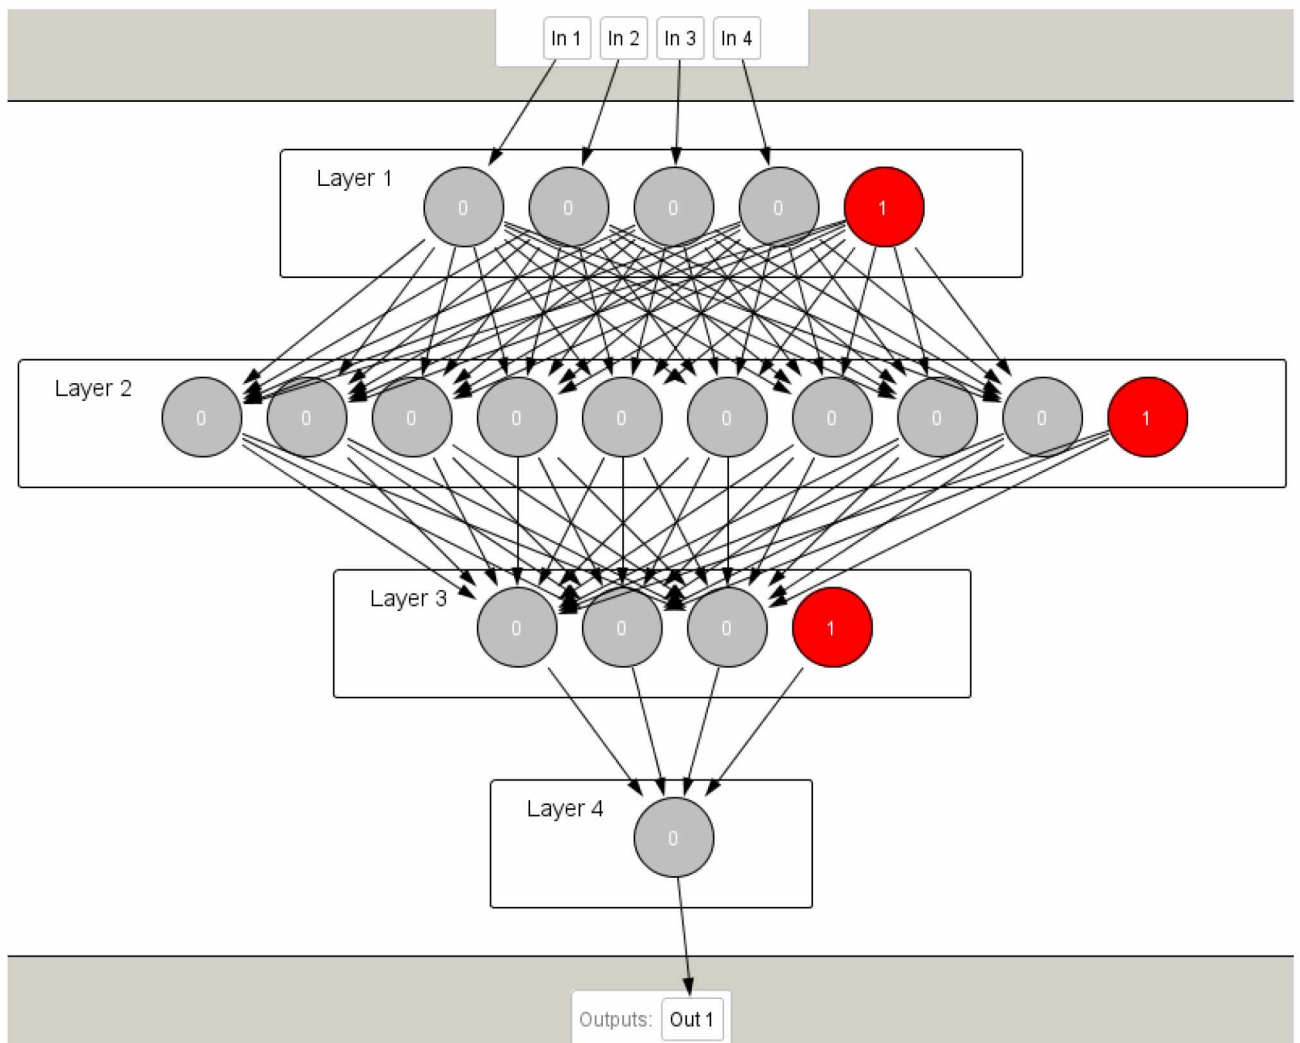 In 1 In 2 In 3 In 4
Layer 1
0 0 0 0 1
Layer 2
0 0 0 0 0 0 0 0 0 1
Layer 3
0 0 0 1
Layer 4
0
Outputs: Out 1